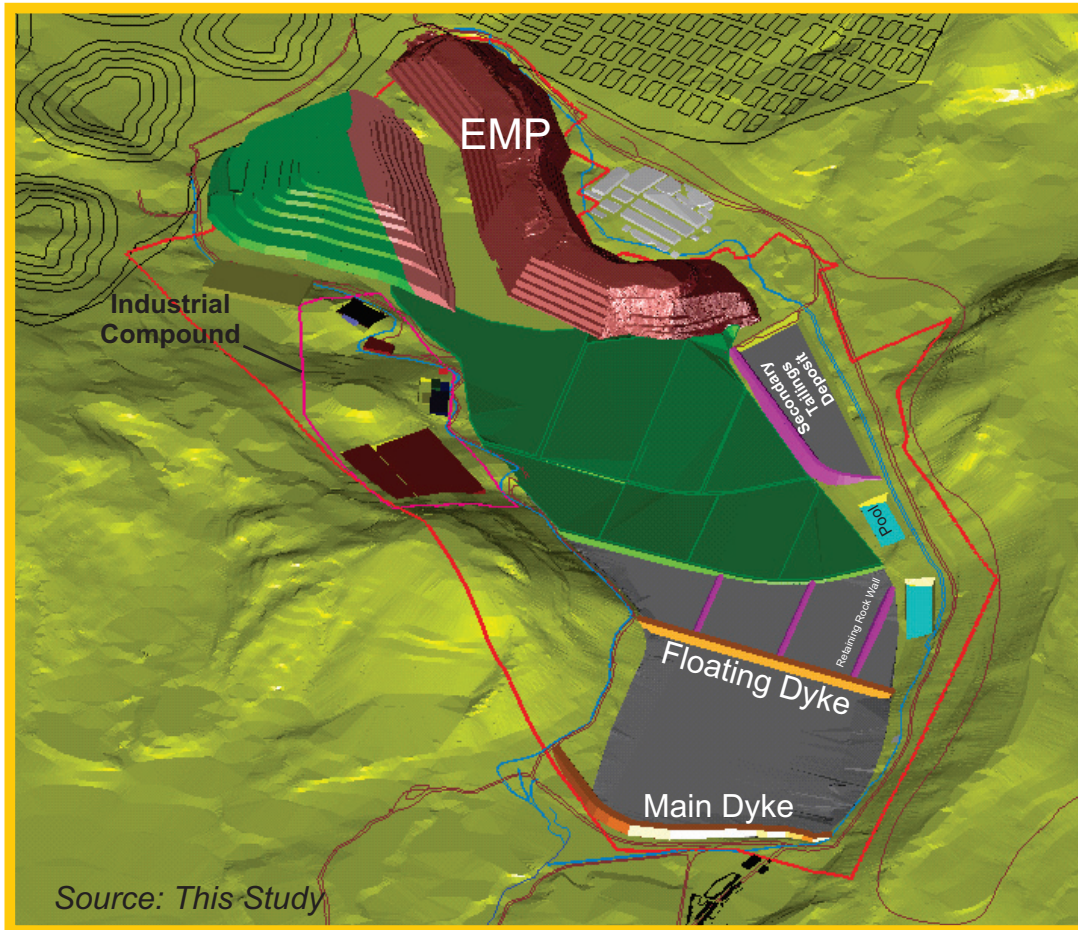 EMP
Industrial
Compound
Secondary
Tailings
Deposit
Pool
Retaining Rock Wall
Floating Dyke
Main Dyke
Source: This Study